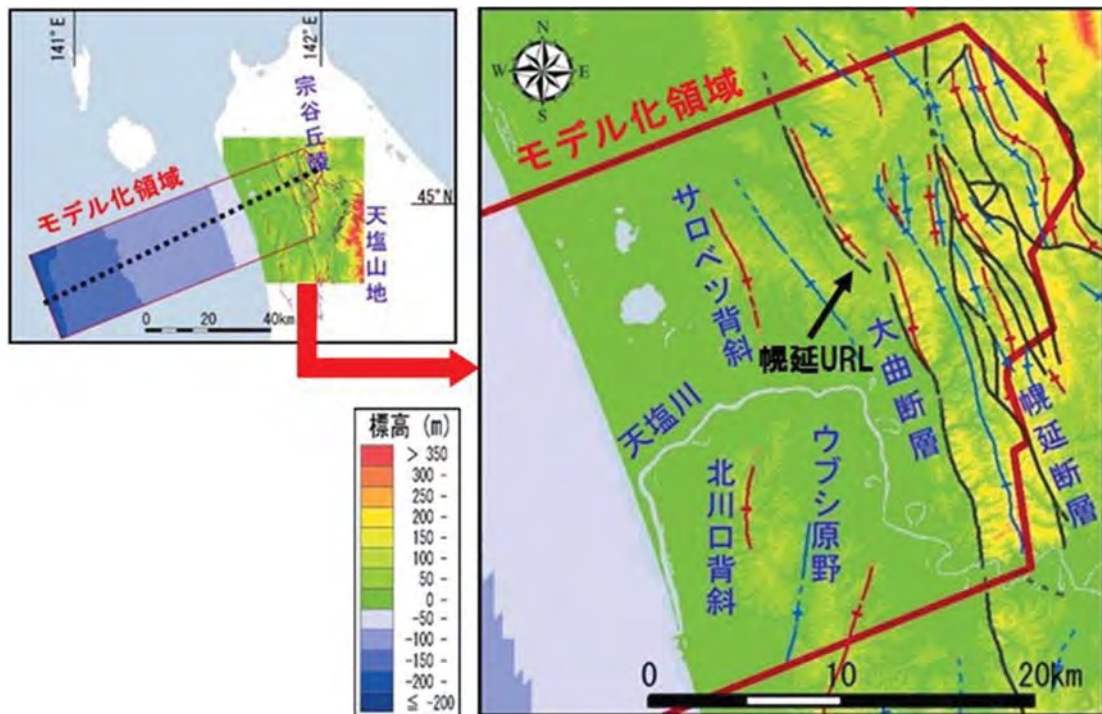 141°E
142°E
宗谷丘陵
モデル化領域
45°N
天塩山地
0 20 40km
標高 (m)
> 350
300 -
250 -
200 -
150 -
100 -
50 -
0 -
-50 -
-100 -
-150 -
-200 -
≦ -200
N
W E
S
モデル化領域
サロベツ背斜
幌延URL
大曲断層
幌延断層
天塩川
北川口背斜
ウブシ原野
0 10 20km